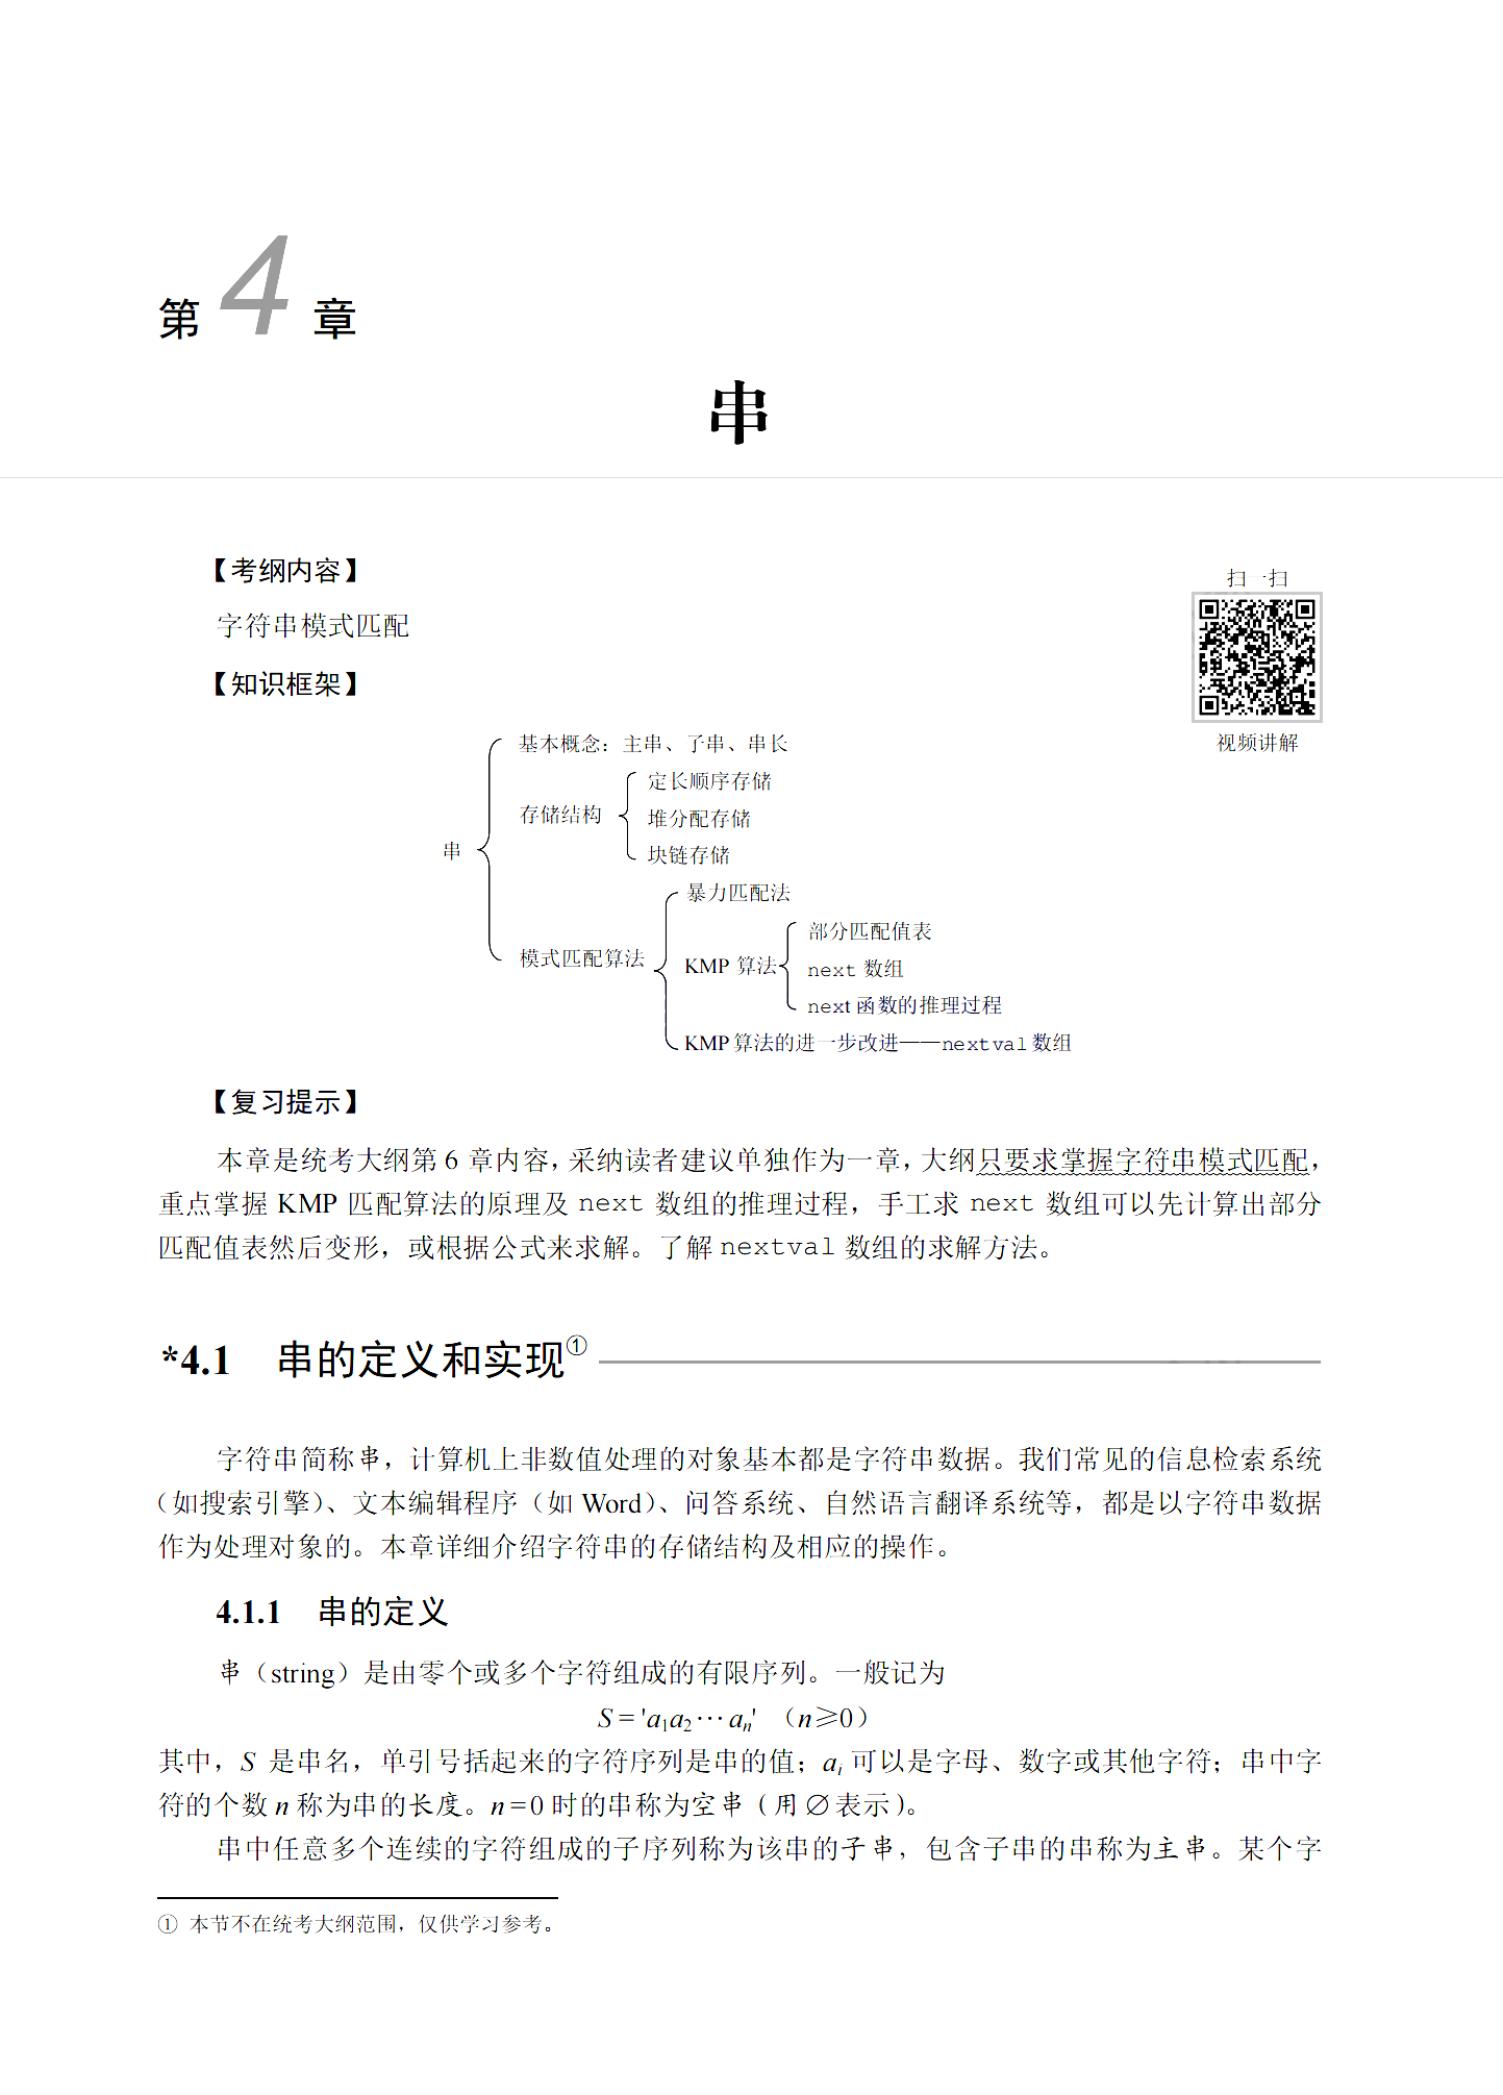 第 4 章
串
【考纲内容】
扫一扫
字符串模式匹配
【知识框架】
视频讲解
基本概念：主串、子串、串长
定长顺序存储
存储结构
堆分配存储
块链存储
串
暴力匹配法
部分匹配值表
模式匹配算法
KMP 算法
next 数组
next 函数的推理过程
KMP 算法的进一步改进——nextval 数组
【复习提示】
本章是统考大纲第 6 章内容，采纳读者建议单独作为一章，大纲只要求掌握字符串模式匹配，
重点掌握 KMP 匹配算法的原理及 next 数组的推理过程，手工求 next 数组可以先计算出部分
匹配值表然后变形，或根据公式来求解。了解 nextval 数组的求解方法。
*4.1 串的定义和实现①
字符串简称串，计算机上非数值处理的对象基本都是字符串数据。我们常见的信息检索系统
（如搜索引擎）、文本编辑程序（如 Word）、问答系统、自然语言翻译系统等，都是以字符串数据
作为处理对象的。本章详细介绍字符串的存储结构及相应的操作。
4.1.1 串的定义
串（string）是由零个或多个字符组成的有限序列。一般记为
S = 'a₁a₂⋯aₙ' （n≥0）
其中，S 是串名，单引号括起来的字符序列是串的值；aᵢ 可以是字母、数字或其他字符；串中字
符的个数 n 称为串的长度。n=0 时的串称为空串（用∅表示）。
串中任意多个连续的字符组成的子序列称为该串的子串，包含子串的串称为主串。某个字
① 本节不在统考大纲范围，仅供学习参考。